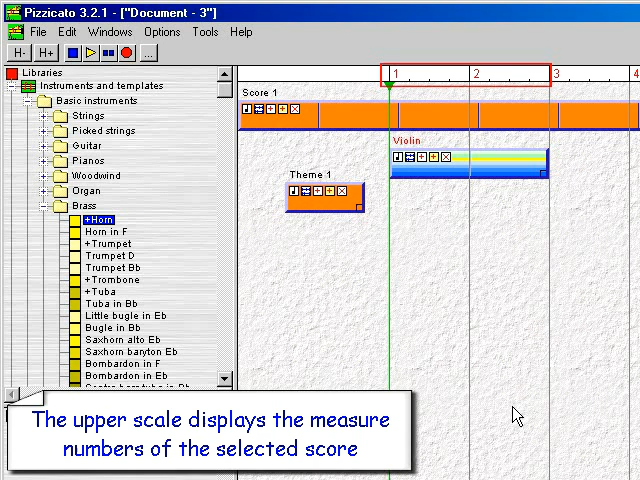 Pizzicato 3.2.1 - ["Document - 3"]
File Edit Windows Options Tools Help
H- H+ ...
Libraries
Instruments and templates
Basic instruments
Strings
Picked strings
Guitar
Pianos
Woodwind
Organ
Brass
+Horn
Horn in F
+Trumpet
Trumpet D
Trumpet Bb
+Trombone
+Tuba
Tuba in Bb
Little bugle in Eb
Bugle in Bb
Saxhorn alto Eb
Saxhorn baryton Eb
Bombardon in F
Bombardon in Eb
1 2 3 4
Score 1
Violin
Theme 1
The upper scale displays the measure
numbers of the selected score